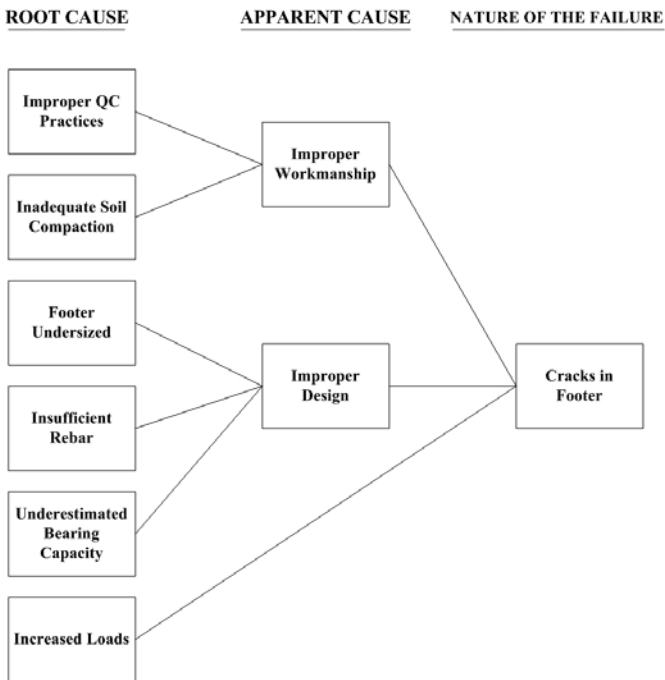 ROOT CAUSE
APPARENT CAUSE
NATURE OF THE FAILURE
Improper QC
Practices
Inadequate Soil
Compaction
Footer
Undersized
Insufficient
Rebar
Underestimated
Bearing
Capacity
Increased Loads
Improper
Workmanship
Improper
Design
Cracks in
Footer